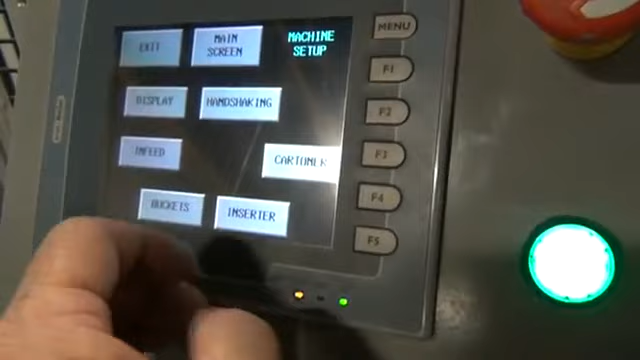 EXIT
MAIN
SCREEN
MACHINE
SETUP
MENU
F1
DISPLAY
HANDSHAKING
F2
INFEED
CARTONER
F3
BUCKETS
INSERTER
F4
F5